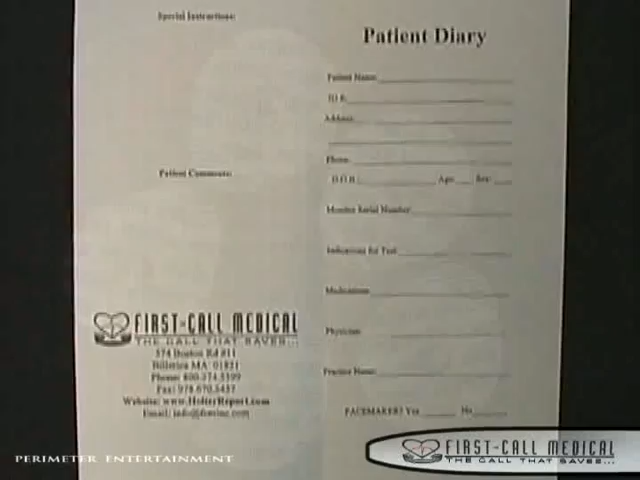 Special Instructions:
Patient Comments:
FIRST-CALL MEDICAL
THE CALL THAT SAVES...
574 Boston Rd #11
Billerica MA 01821
Website: www.HolterReport.com
Patient Diary
Patient Name:
ID #:
Address:
Phone:
D.O.B. Age: Sex:
Monitor Serial Number:
Indications for Test:
Medications:
Physician:
Practice Name:
PACEMAKER? Yes No
PERIMETER ENTERTAINMENT
FIRST-CALL MEDICAL
THE CALL THAT SAVES...